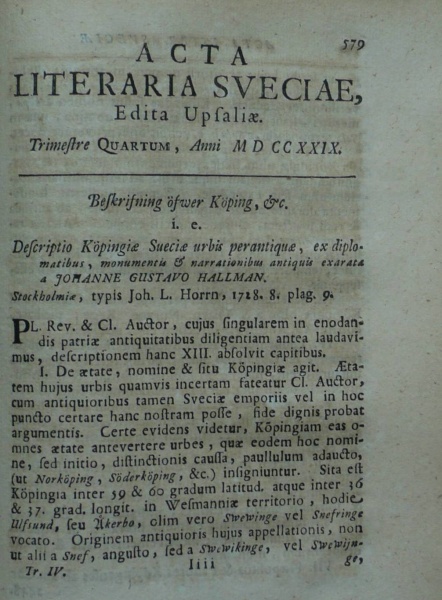 579
ACTA
LITERARIA SVECIAE,
Edita Upſaliæ.
Trimeſtre QUARTUM, Anni MDCCXXIX.
Beſkrifning öfwer Köping, &c.
i. e.
Deſcriptio Köpingiæ Sueciæ urbis perantiquæ, ex diplo-
matibus, monumentis & narrationibus antiquis exarata
a JOHANNE GUSTAVO HALLMAN.
Stockholmiæ, typis Joh. L. Horrn, 1728. 8. plag. 9.
PL. Rev. & Cl. Auctor, cujus ſingularem in enodan-
dis patriæ antiquitatibus diligentiam antea laudavi-
mus, deſcriptionem hanc XIII. abſolvit capitibus.
I. De ætate, nomine & ſitu Köpingiæ agit. Æta-
tem hujus urbis quamvis incertam fateatur Cl. Auctor,
cum antiquioribus tamen Sveciæ emporiis vel in hoc
puncto certare hanc noſtram poſſe, fide dignis probat
argumentis. Certe evidens videtur, Köpingiam eas o-
mnes ætate antevertere urbes, quæ eodem hoc nomi-
ne, ſed initio, diſtinctionis cauſſa, paullulum adaucto,
(ut Norköping, Söderköping, &c.) inſigniuntur. Sita eſt
Köpingia inter 59 & 60 gradum latitud. atque inter 36
& 37. grad. longit. in Weſmanniæ territorio, hodie
Ulfſund, ſeu Åkerbo, olim vero Swewinge vel Snefringe
vocato. Originem antiquioris hujus appellationis, non
ut alii a Snef, anguſto, ſed a Swewikinge, vel Swewijn-
Tr. IV. Iiii ge,